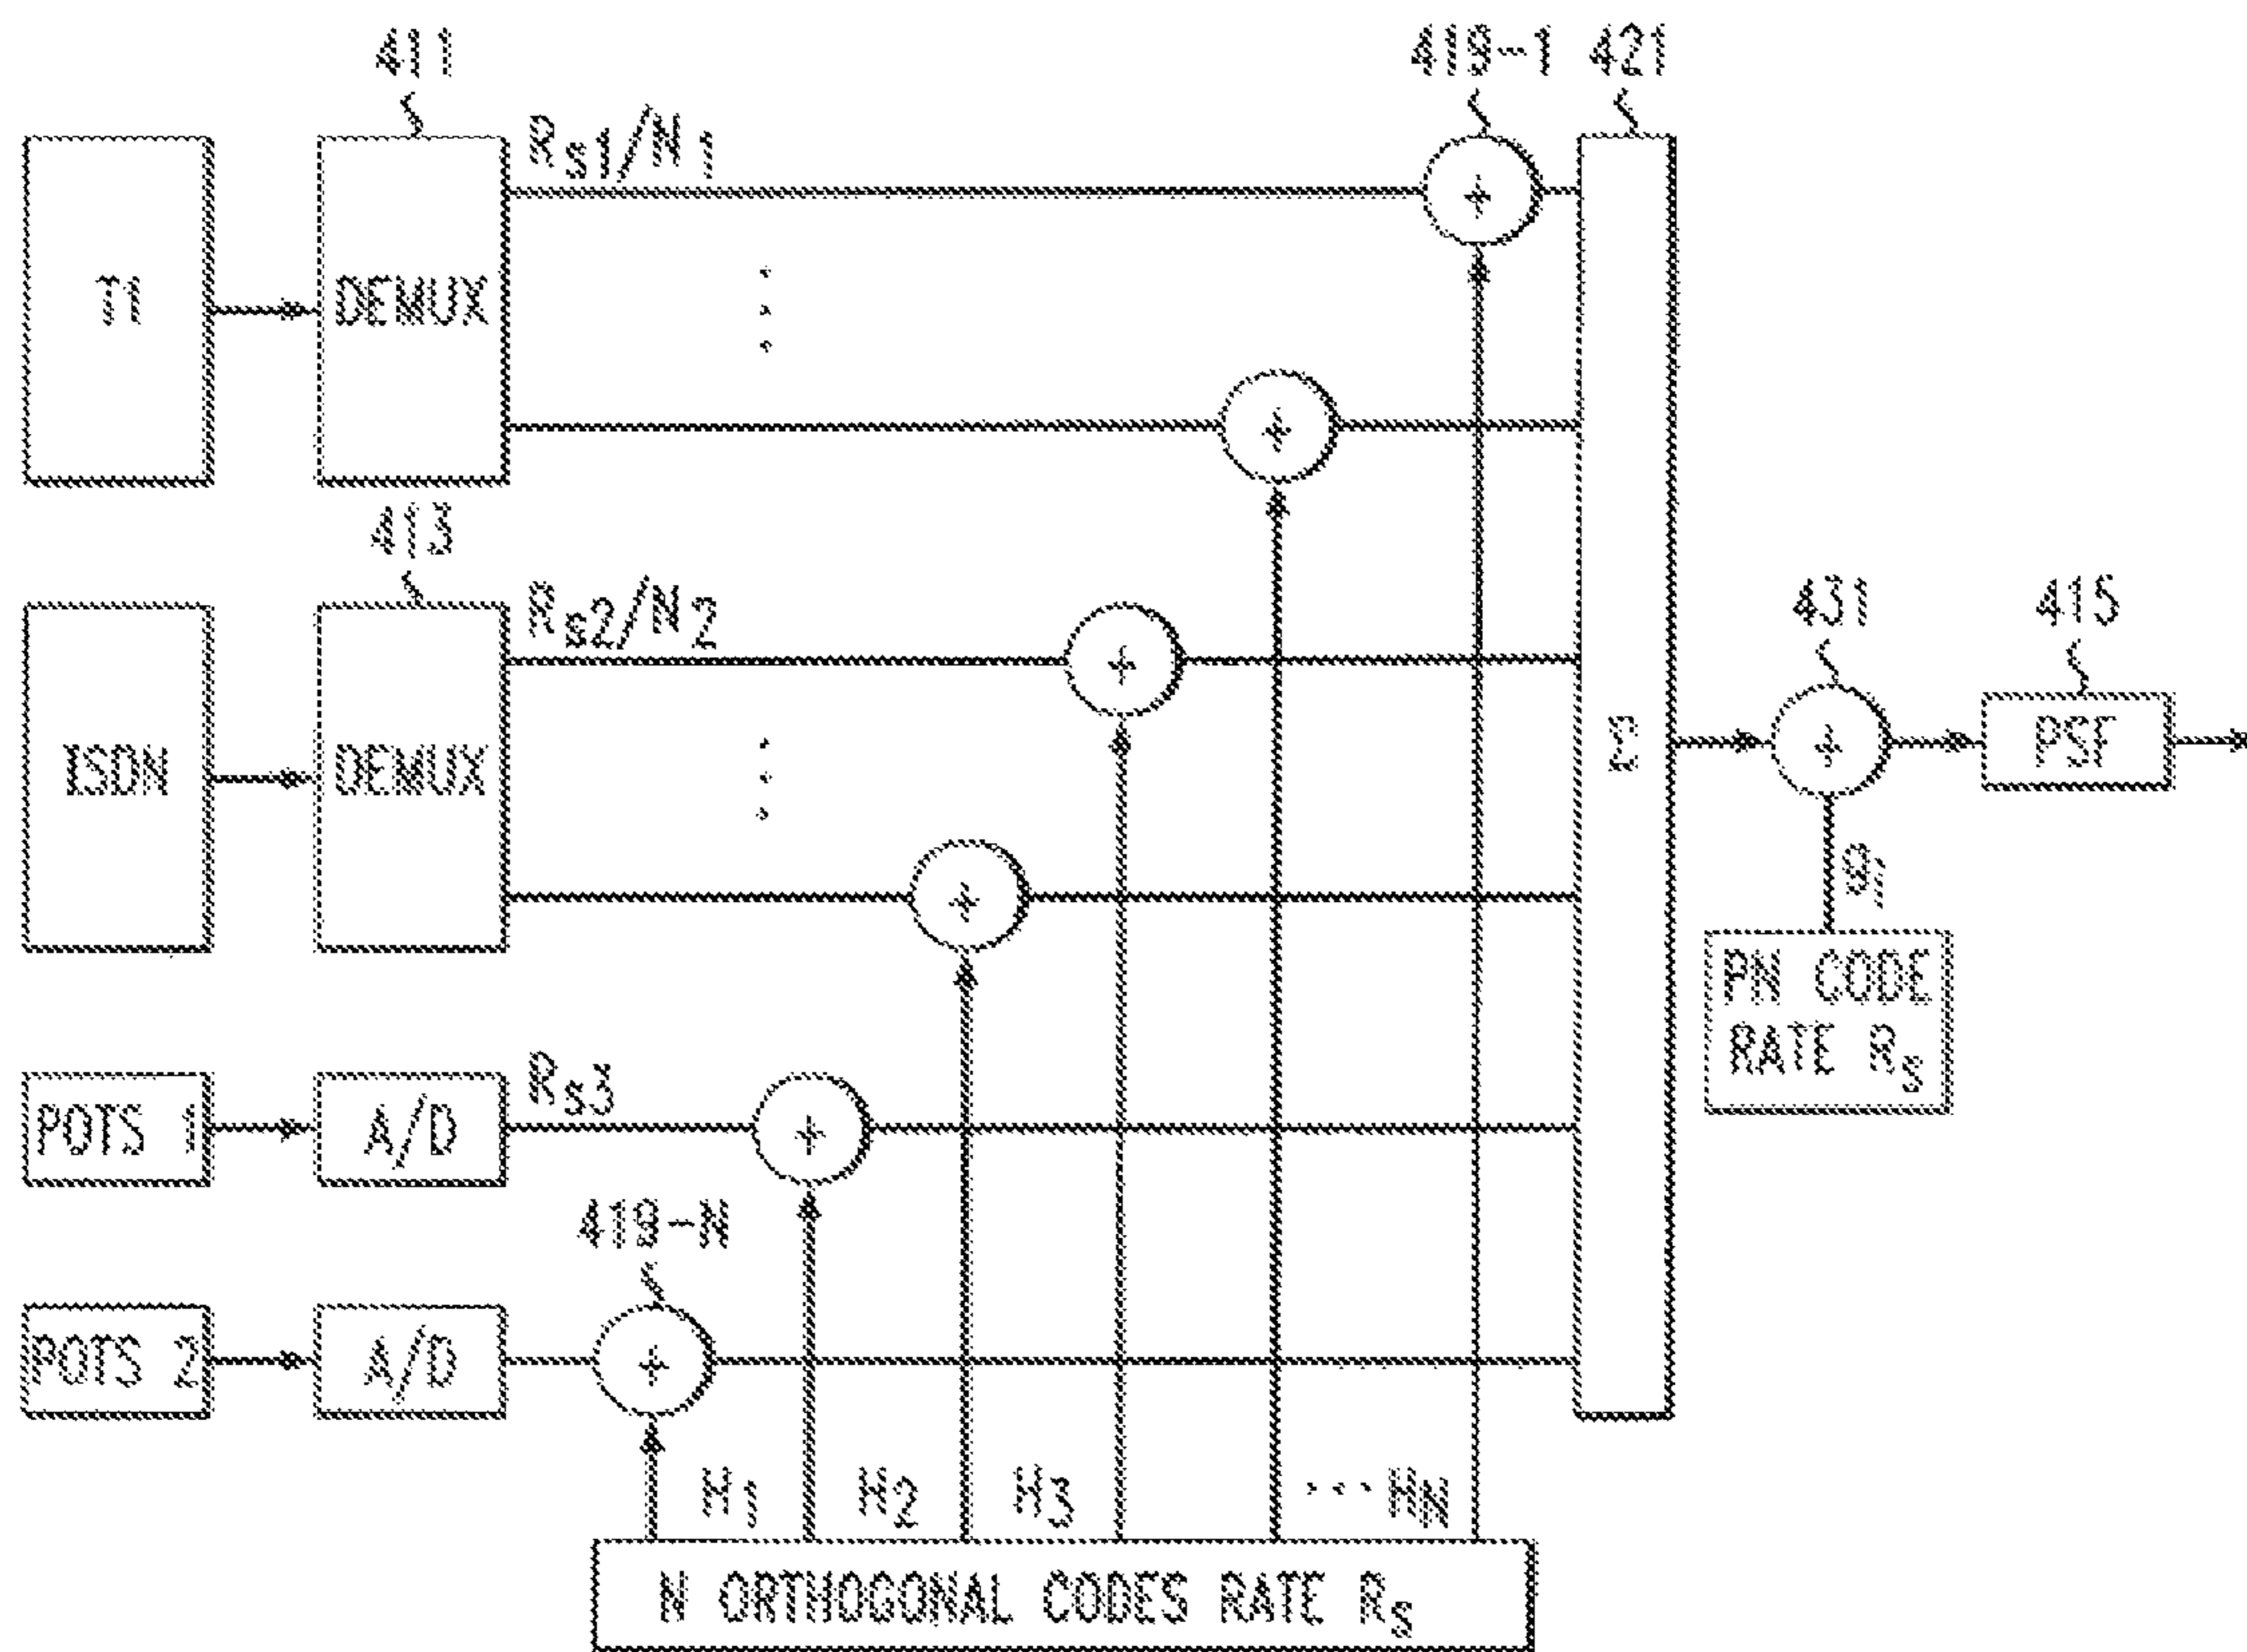 411
419-1
421
Rs1/N1
T1
DEMUX
413
Rs2/N2
431
415
ISDN
DEMUX
Σ
PSF
gi
PN CODE
RATE Rs
Rs3
POTS 1
A/D
419-N
POTS 2
A/D
H1
H2
H3
... HN
N ORTHOGONAL CODES RATE Rs